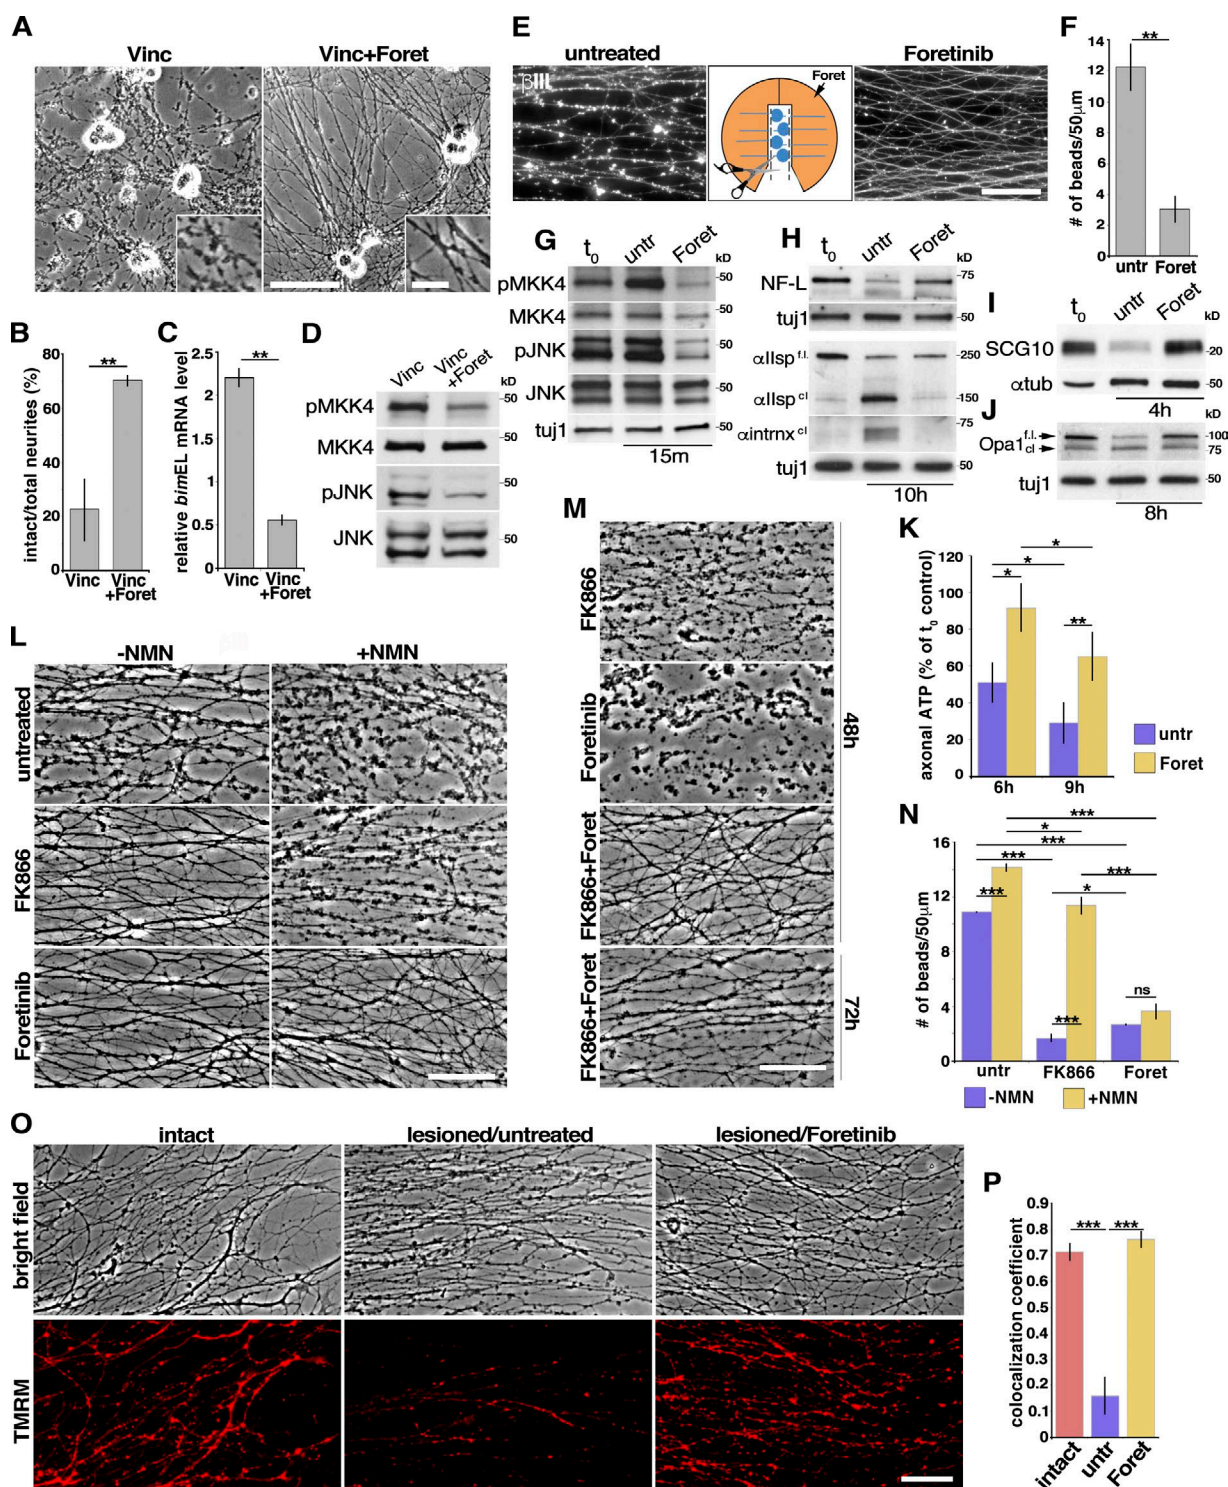 A
Vinc
Vinc+Foret
B
intact/total neurites (%)
80
60
40
20
0
Vinc
Vinc
+Foret
C
relative bimEL mRNA level
2.5
2
1.5
1
0.5
0
Vinc
Vinc
+Foret
**
**
D
Vinc
Vinc
+Foret
kD
pMKK4
50
MKK4
50
pJNK
50
JNK
50
E
untreated
Foretinib
βIII
Foret
F
# of beads/50μm
14
12
10
8
6
4
2
0
**
untr
Foret
G
t0
untr
Foret
kD
pMKK4
50
MKK4
50
pJNK
50
JNK
50
tuj1
50
15m
H
t0
untr
Foret
kD
NF-L
75
tuj1
50
αIIsp f.l.
250
αIIsp cl
150
αintrnx cl
75
50
tuj1
50
10h
I
t0
untr
Foret
kD
SCG10
20
αtub
50
4h
J
kD
Opa1
f.l.
100
cl
75
tuj1
50
8h
K
axonal ATP (% of t0 control)
120
100
80
60
40
20
0
*
*
*
**
6h
9h
untr
Foret
L
-NMN
+NMN
untreated
FK866
Foretinib
M
FK866
Foretinib
FK866+Foret
FK866+Foret
48h
72h
N
# of beads/50μm
16
12
8
4
0
***
*
***
***
***
***
*
***
ns
untr
FK866
Foret
-NMN
+NMN
O
intact
lesioned/untreated
lesioned/Foretinib
bright field
TMRM
P
colocalization coefficient
0.9
0.8
0.7
0.6
0.5
0.4
0.3
0.2
0.1
0
***
***
intact
untr
Foret